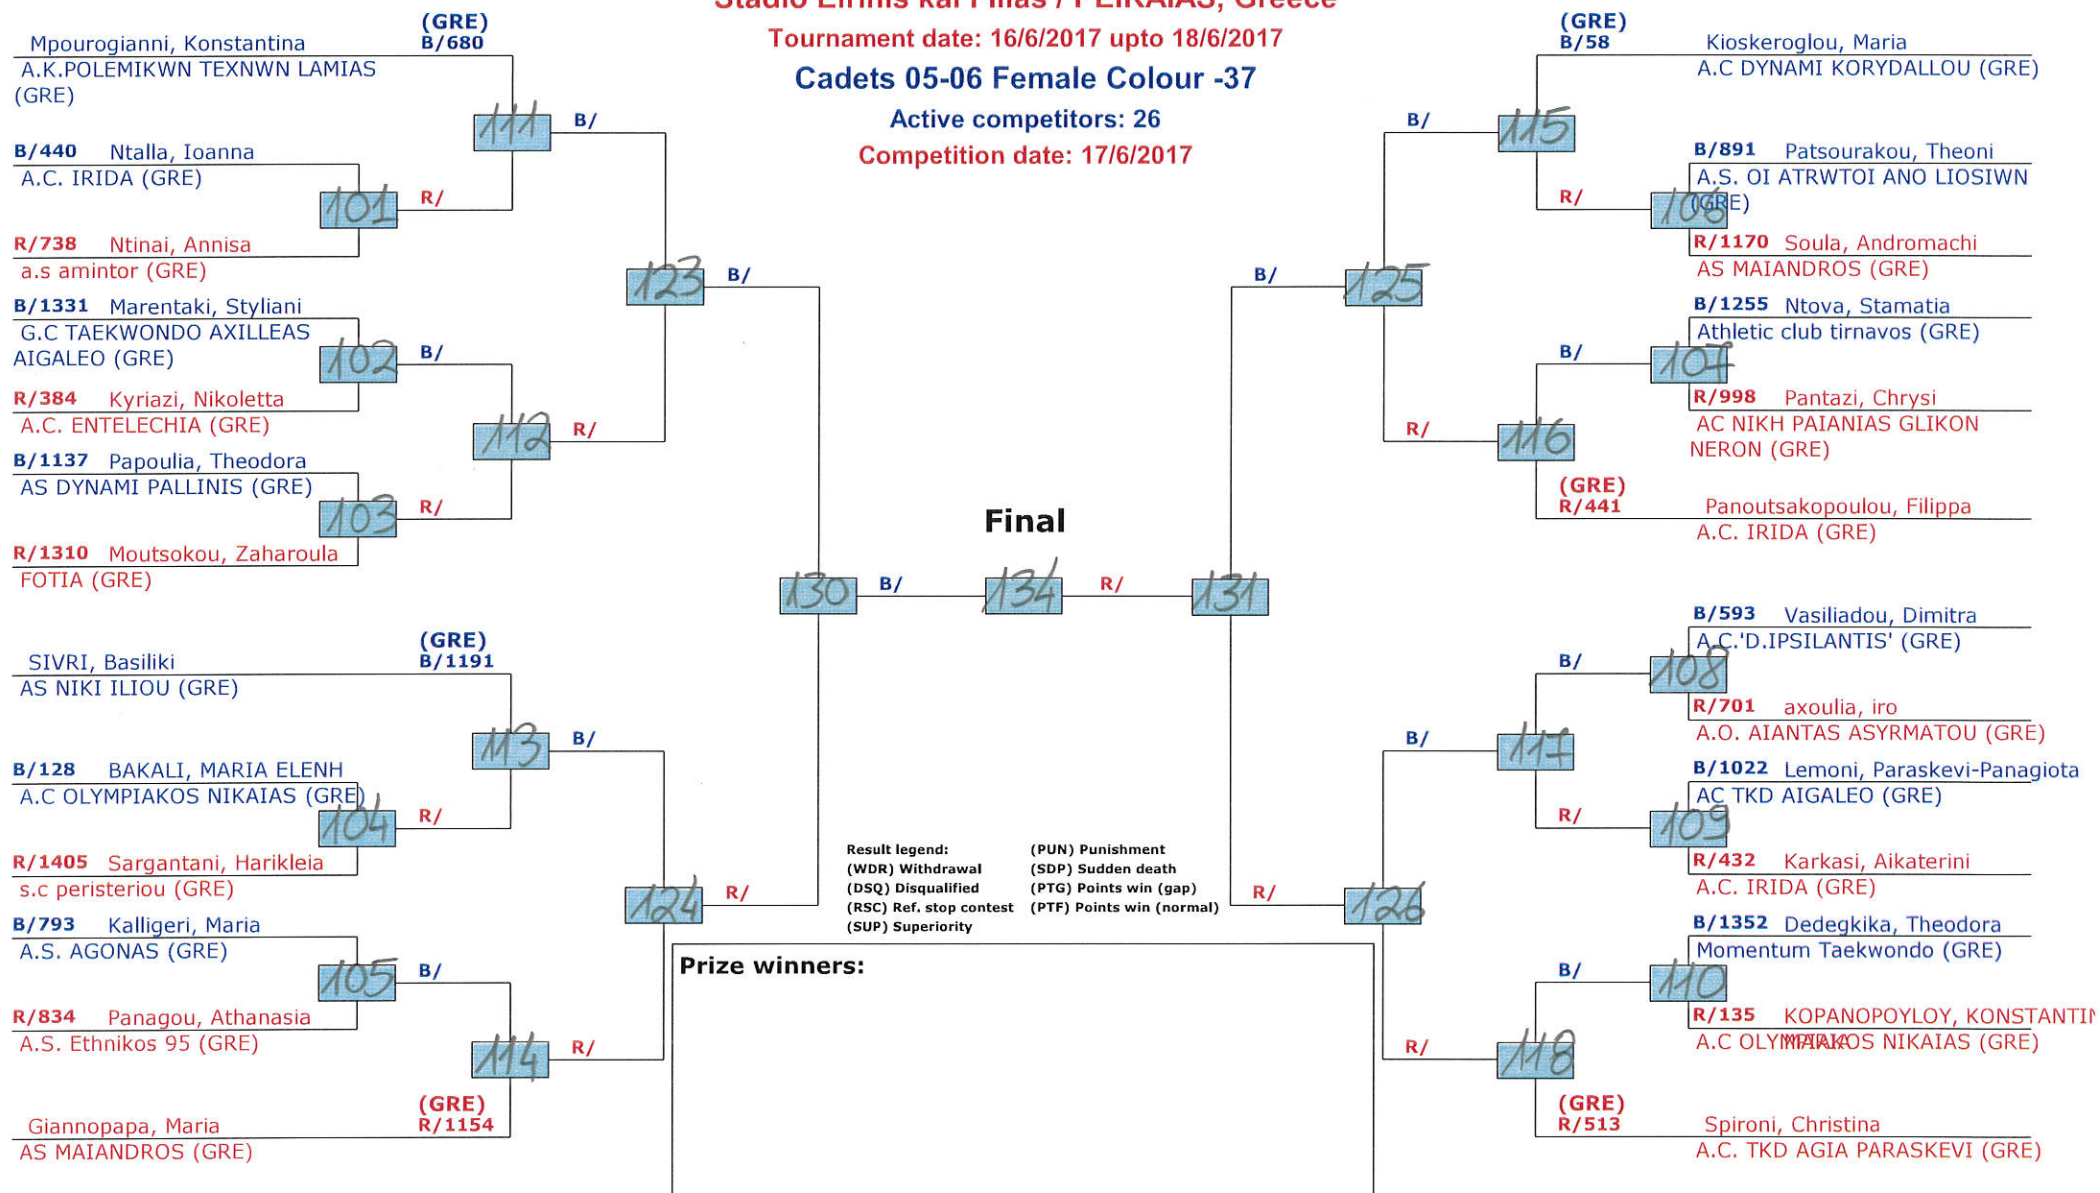 Stadio Eirinis kai Filias / PEIRAIAS, Greece
Tournament date: 16/6/2017 upto 18/6/2017
Cadets 05-06 Female Colour -37
Active competitors: 26
Competition date: 17/6/2017
(GRE)
Mpourogianni, Konstantina B/680
A.K.POLEMIKWN TEXNWN LAMIAS
(GRE)
111 B/
B/440 Ntalla, Ioanna
A.C. IRIDA (GRE)
101 R/
R/738 Ntinai, Annisa
a.s amintor (GRE)
123 B/
B/1331 Marentaki, Styliani
G.C TAEKWONDO AXILLEAS
AIGALEO (GRE)
102 B/
R/384 Kyriazi, Nikoletta
A.C. ENTELECHIA (GRE)
112 R/
B/1137 Papoulia, Theodora
AS DYNAMI PALLINIS (GRE)
103 R/
R/1310 Moutsokou, Zaharoula
FOTIA (GRE)
(GRE)
SIVRI, Basiliki B/1191
AS NIKI ILIOU (GRE)
113 B/
B/128 BAKALI, MARIA ELENH
A.C OLYMPIAKOS NIKAIAS (GRE)
104 R/
R/1405 Sargantani, Harikleia
s.c peristeriou (GRE)
124 R/
B/793 Kalligeri, Maria
A.S. AGONAS (GRE)
105 B/
R/834 Panagou, Athanasia
A.S. Ethnikos 95 (GRE)
114 R/
(GRE)
Giannopapa, Maria R/1154
AS MAIANDROS (GRE)
Final
130 B/ 134 R/ 131
(GRE)
B/58 Kioskeroglou, Maria
A.C DYNAMI KORYDALLOU (GRE)
B/ 115
B/891 Patsourakou, Theoni
A.S. OI ATRWTOI ANO LIOSIWN
(GRE)
R/ 106
R/1170 Soula, Andromachi
AS MAIANDROS (GRE)
B/ 125
B/1255 Ntova, Stamatia
Athletic club tirnavos (GRE)
B/ 107
R/998 Pantazi, Chrysi
AC NIKH PAIANIAS GLIKON
NERON (GRE)
R/ 116
(GRE)
R/441 Panoutsakopoulou, Filippa
A.C. IRIDA (GRE)
B/593 Vasiliadou, Dimitra
A.C.'D.IPSILANTIS' (GRE)
B/ 108
R/701 axoulia, iro
A.O. AIANTAS ASYRMATOU (GRE)
B/ 117
B/1022 Lemoni, Paraskevi-Panagiota
AC TKD AIGALEO (GRE)
R/ 109
R/432 Karkasi, Aikaterini
A.C. IRIDA (GRE)
R/ 126
B/1352 Dedegkika, Theodora
Momentum Taekwondo (GRE)
B/ 110
R/135 KOPANOPOYLOY, KONSTANTIN
MARIA
A.C OLYMPIAKOS NIKAIAS (GRE)
R/ 118
(GRE)
R/513 Spironi, Christina
A.C. TKD AGIA PARASKEVI (GRE)
Result legend:
(WDR) Withdrawal
(DSQ) Disqualified
(RSC) Ref. stop contest
(SUP) Superiority
(PUN) Punishment
(SDP) Sudden death
(PTG) Points win (gap)
(PTF) Points win (normal)
Prize winners: